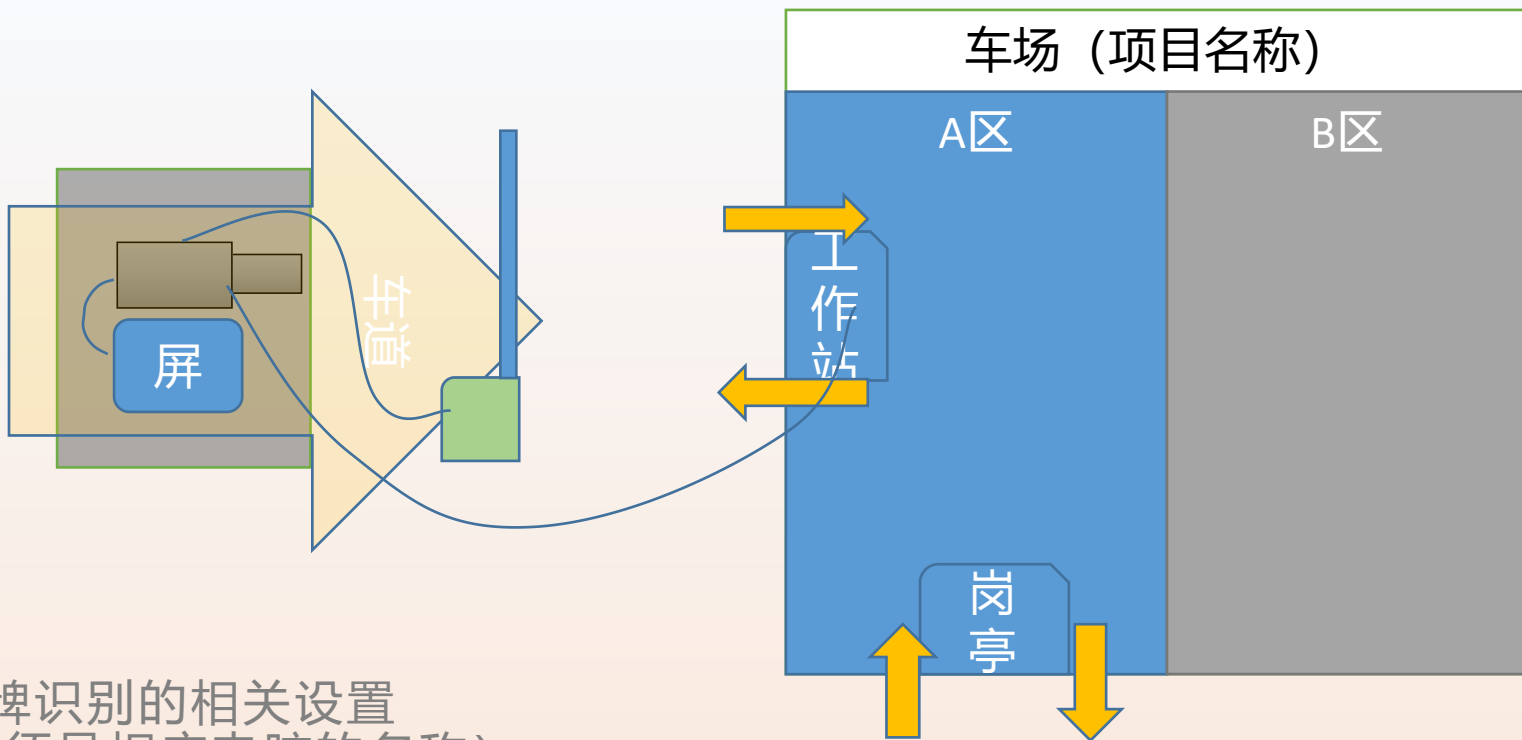 车场（项目名称）
A区
B区
工作站
车道
屏
岗亭
牌识别的相关设置